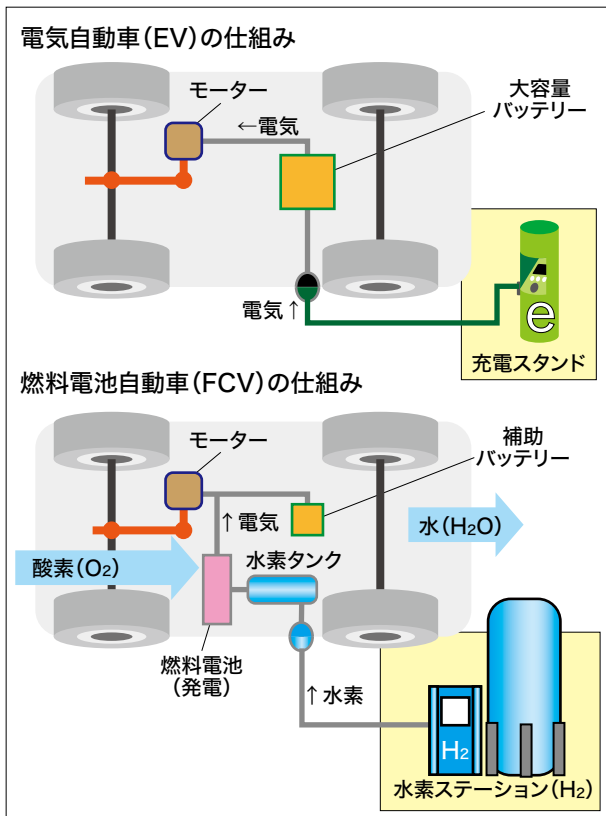 電気自動車(EV)の仕組み
モーター
←電気
大容量
バッテリー
電気↑
e
充電スタンド
燃料電池自動車(FCV)の仕組み
モーター
補助
バッテリー
↑電気
水(H₂O)
酸素(O₂)
水素タンク
燃料電池
(発電)
↑水素
H₂
水素ステーション(H₂)